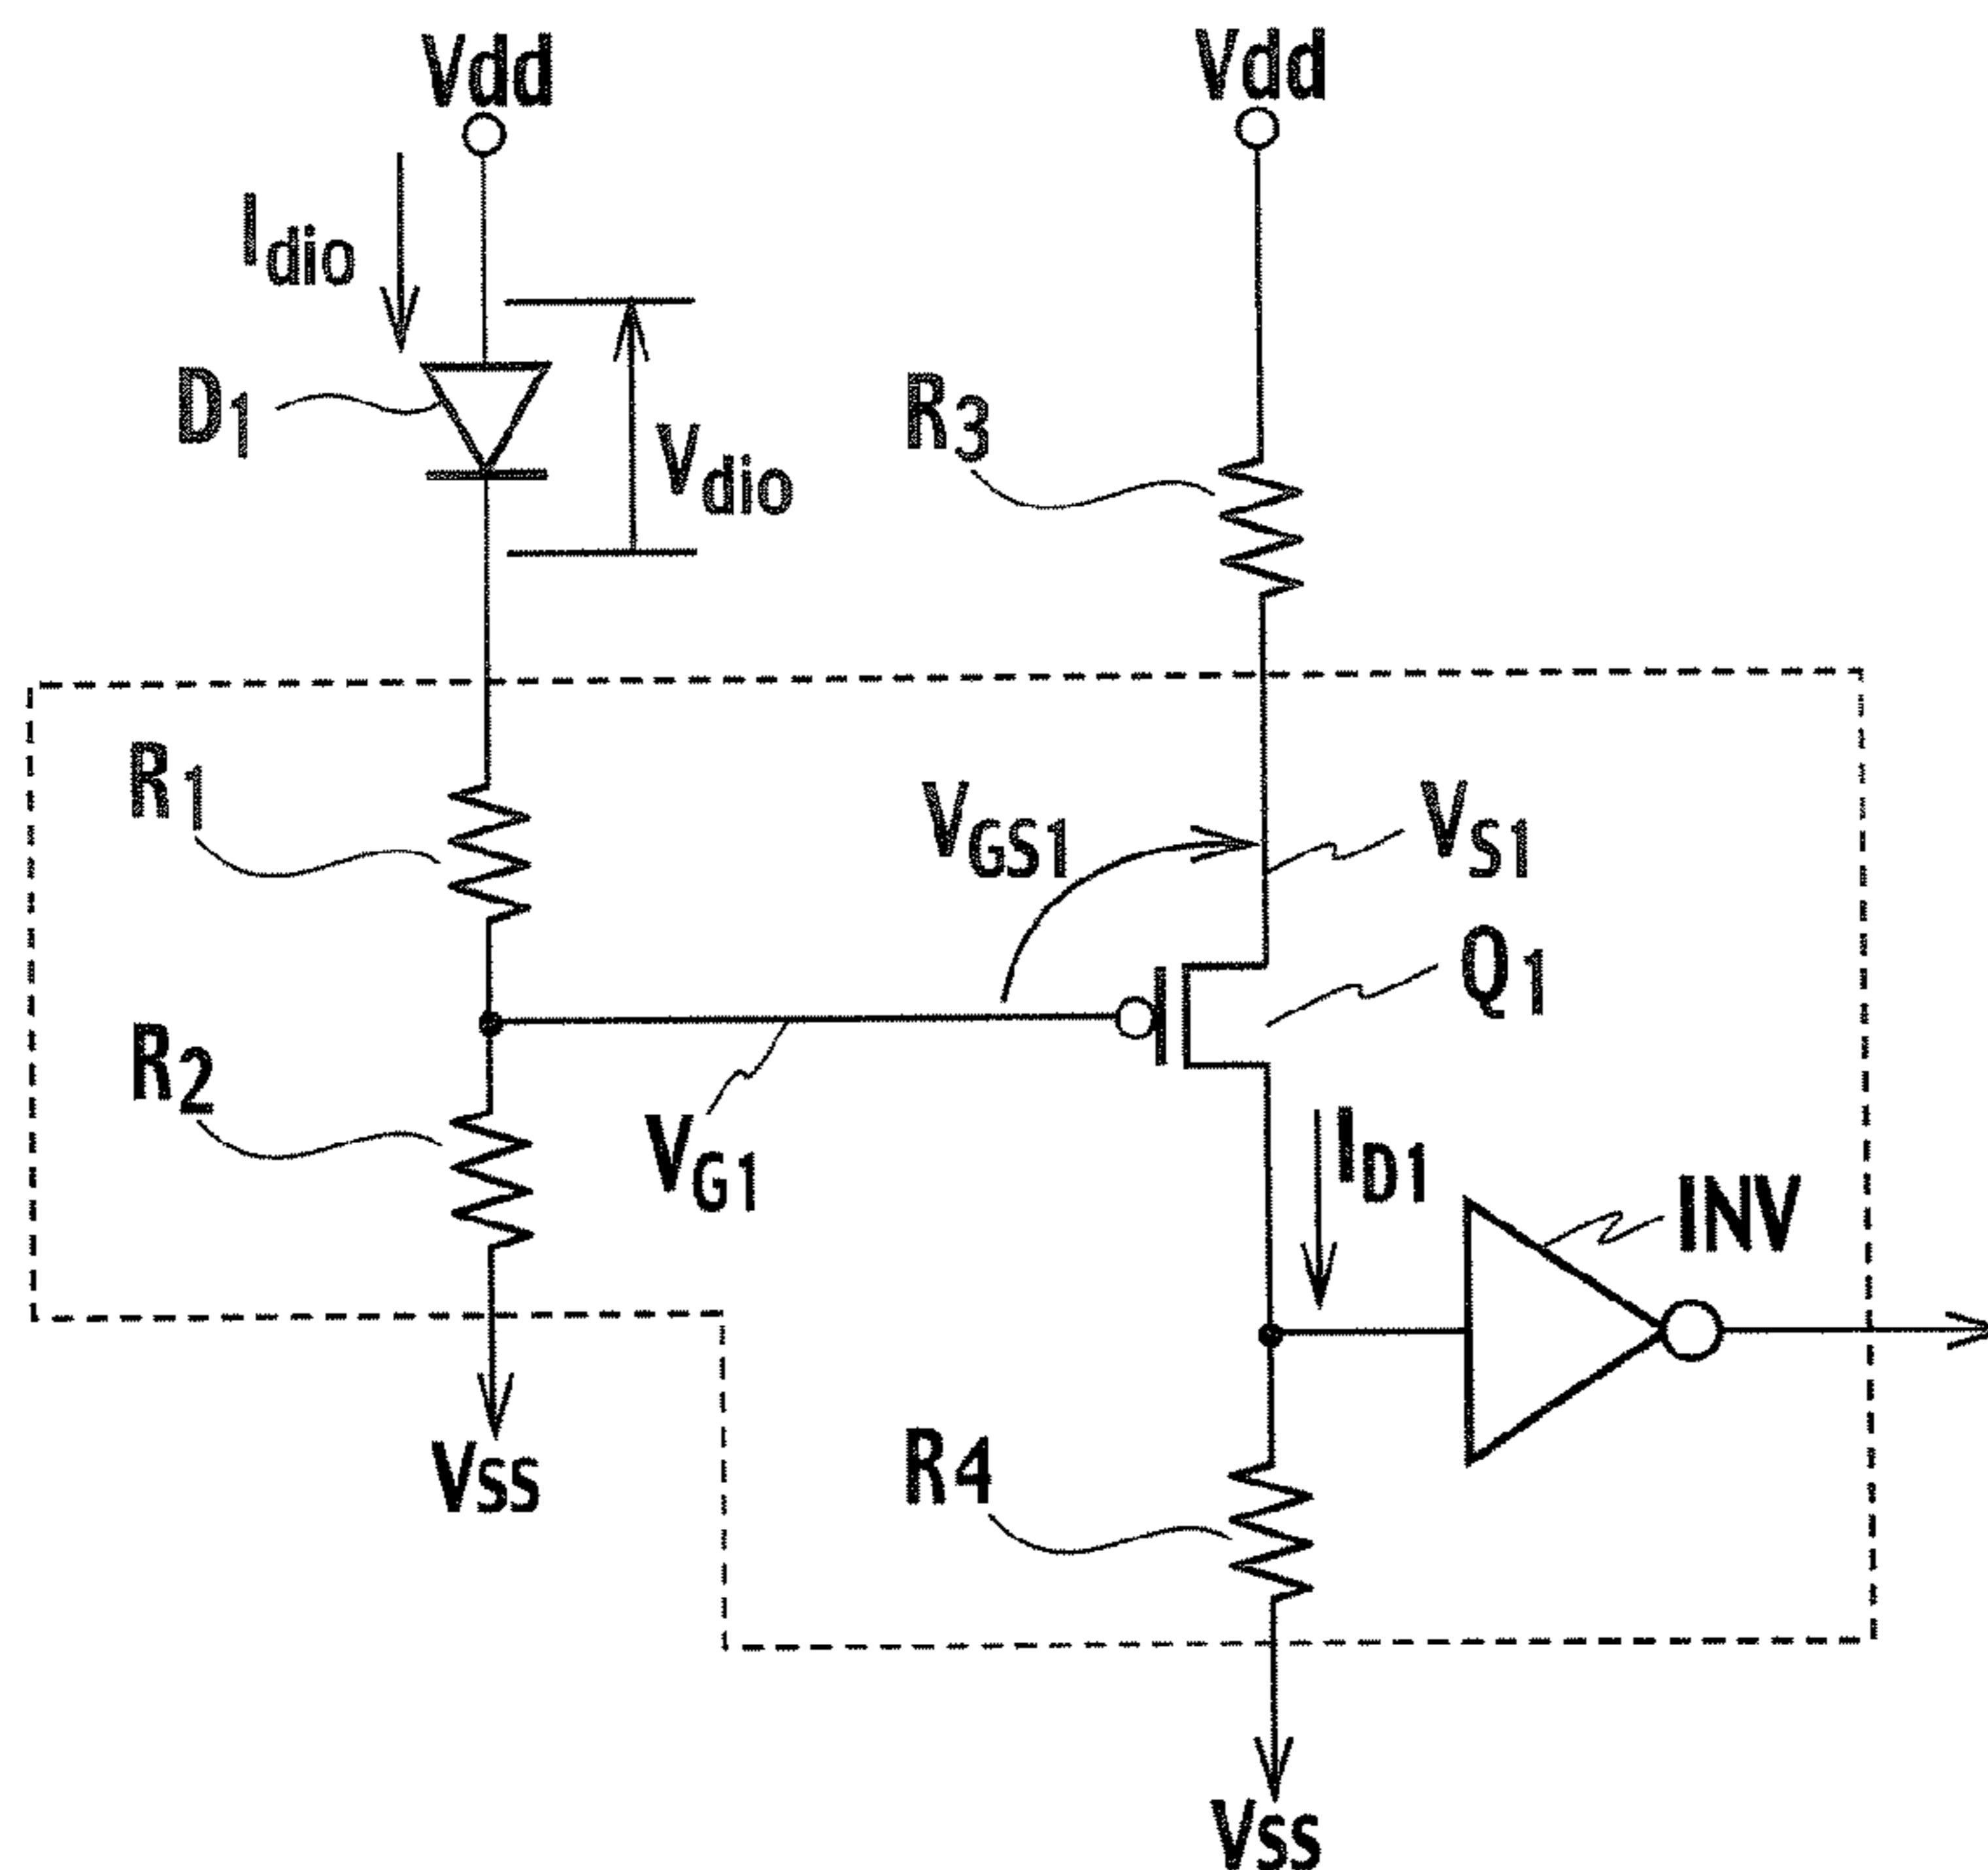 Vdd
Vdd
Idio
D1
Vdio
R3
R1
VGS1
VS1
Q1
R2
VG1
ID1
INV
VSS
R4
VSS